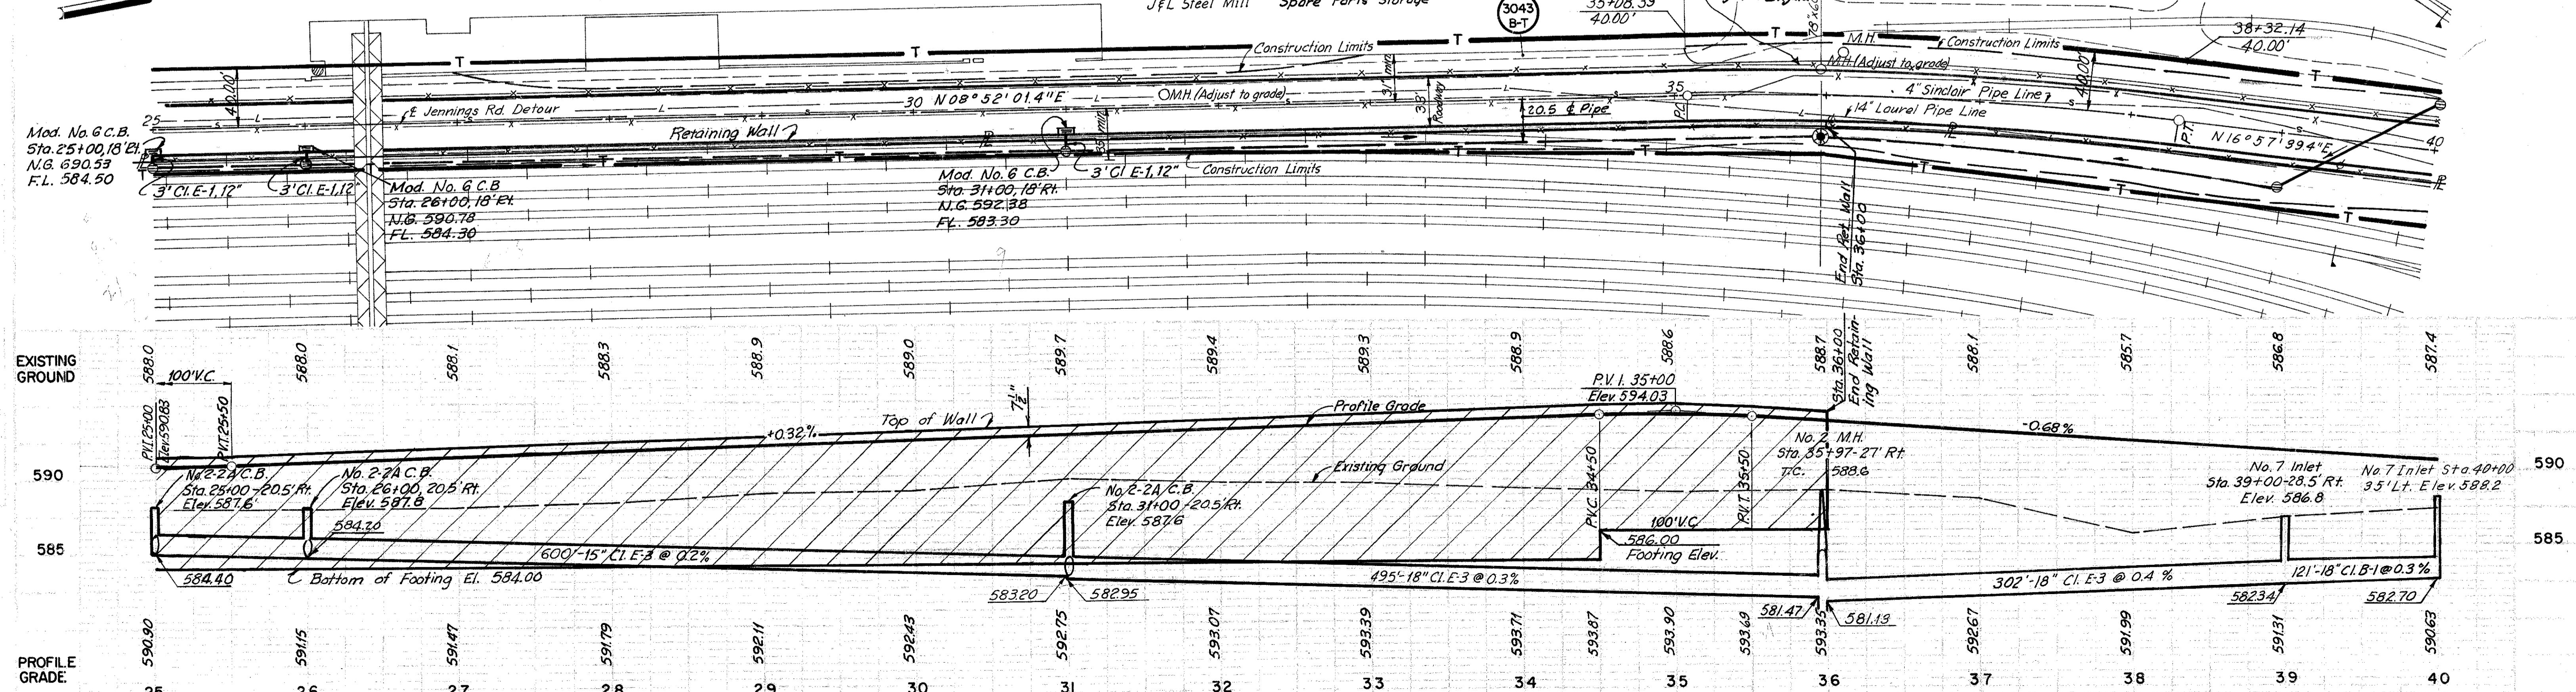 J&L Steel Mill Spare Parts Storage
3043
B-T
35+08.39
40.00'
78"x60
38+32.14
40.00'
T
T
T
T
T
T
Construction Limits
M.H.
Construction Limits
M.H. (Adjust to grade)
40.00'
40.00'
31' min.
33'
Roadway
℄ Jennings Rd. Detour
25
30
N 08° 52' 01.4" E
M.H. (Adjust to grade)
35
P.C.
4" Sinclair Pipe Line
14" Laurel Pipe Line
20.5 ℄ Pipe
Retaining Wall
P.T.
N 16° 57' 39.4" E
40
Mod. No. 6 C.B.
Sta. 25+00, 18' Rt.
N.G. 690.53
F.L. 584.50
3' Cl. E-1, 12"
3' Cl. E-1, 12"
Mod. No. 6 C.B.
Sta. 26+00, 18' Rt.
N.G. 590.78
F.L. 584.30
Mod. No. 6 C.B.
Sta. 31+00, 18' Rt.
N.G. 592.38
F.L. 583.30
3' Cl. E-1, 12"
35' min.
Construction Limits
T
T
T
T
T
T
T
T
End Ret. Wall
Sta. 36+00
EXISTING
GROUND
588.0
588.0
588.1
588.3
588.9
589.0
589.7
589.4
589.3
588.9
588.6
588.7
588.1
585.7
586.8
587.4
Sta. 36+00
End Retain-
ing Wall
100' V.C.
P.V.I. 25+00
Elev. 590.83
P.V.T. 25+50
+0.32%
Top of Wall
7½"
Profile Grade
P.V.I. 35+00
Elev. 594.03
-0.68%
590
590
No. 2-2A C.B.
Sta. 25+00-20.5' Rt.
Elev. 587.6'
No. 2-2A C.B.
Sta. 26+00, 20.5' Rt.
Elev. 587.8
Existing Ground
No. 2-2A C.B.
Sta. 31+00-20.5' Rt.
Elev. 587.6
P.V.C. 34+50
P.V.T. 35+50
No. 2 M.H.
Sta. 35+97-27' Rt.
T.C. 588.6
No. 7 Inlet
Sta. 39+00-28.5' Rt.
Elev. 586.8
No. 7 Inlet Sta. 40+00
35' Lt. Elev. 588.2
585
585
584.20
100' V.C.
586.00
Footing Elev.
600'-15" Cl. E-3 @ 0.2%
584.40
Bottom of Footing El. 584.00
495'-18" Cl. E-3 @ 0.3%
302'-18" Cl. E-3 @ 0.4 %
121'-18" Cl. B-1 @ 0.3 %
583.20
582.95
581.47
581.13
582.34
582.70
PROFILE
GRADE
590.90
591.15
591.47
591.79
592.11
592.43
592.75
593.07
593.39
593.71
593.87
593.90
593.69
593.35
592.67
591.99
591.31
590.63
25
26
27
28
29
30
31
32
33
34
35
36
37
38
39
40